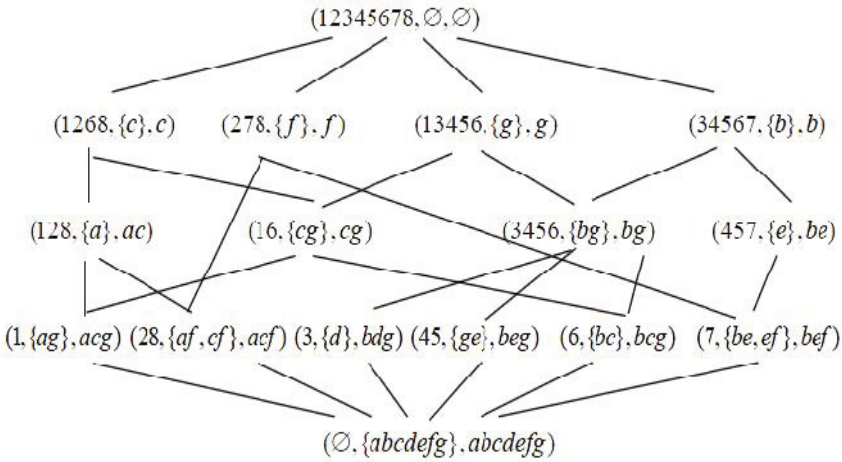 (12345678,∅,∅)
(1268,{c},c) (278,{f},f) (13456,{g},g) (34567,{b},b)
(128,{a},ac) (16,{cg},cg) (3456,{bg},bg) (457,{e},be)
(1,{ag},acg) (28,{af,cf},acf) (3,{d},bdg) (45,{ge},beg) (6,{bc},bcg) (7,{be,ef},bef)
(∅,{abcdefg},abcdefg)